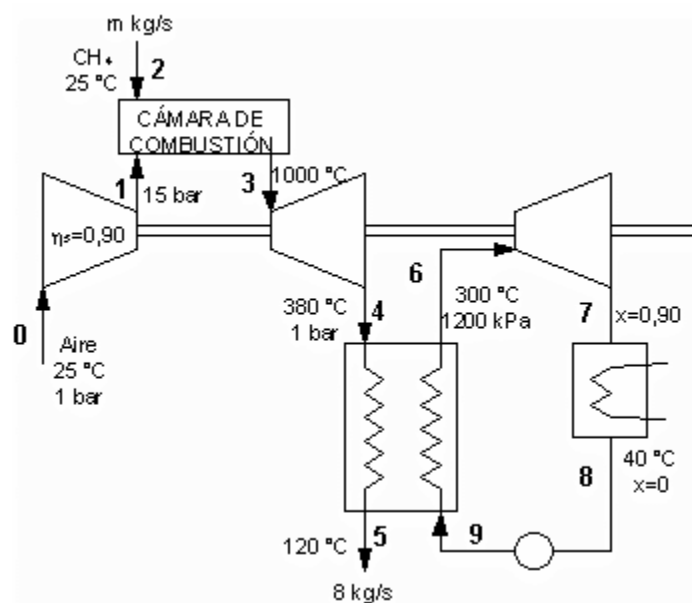 m kg/s
CH₄
25 °C
2
CÁMARA DE
COMBUSTIÓN
1
15 bar
3
1000 °C
ηs=0,90
0
Aire
25 °C
1 bar
380 °C
1 bar
4
6
300 °C
1200 kPa
7
x=0,90
8
40 °C
x=0
5
120 °C
8 kg/s
9